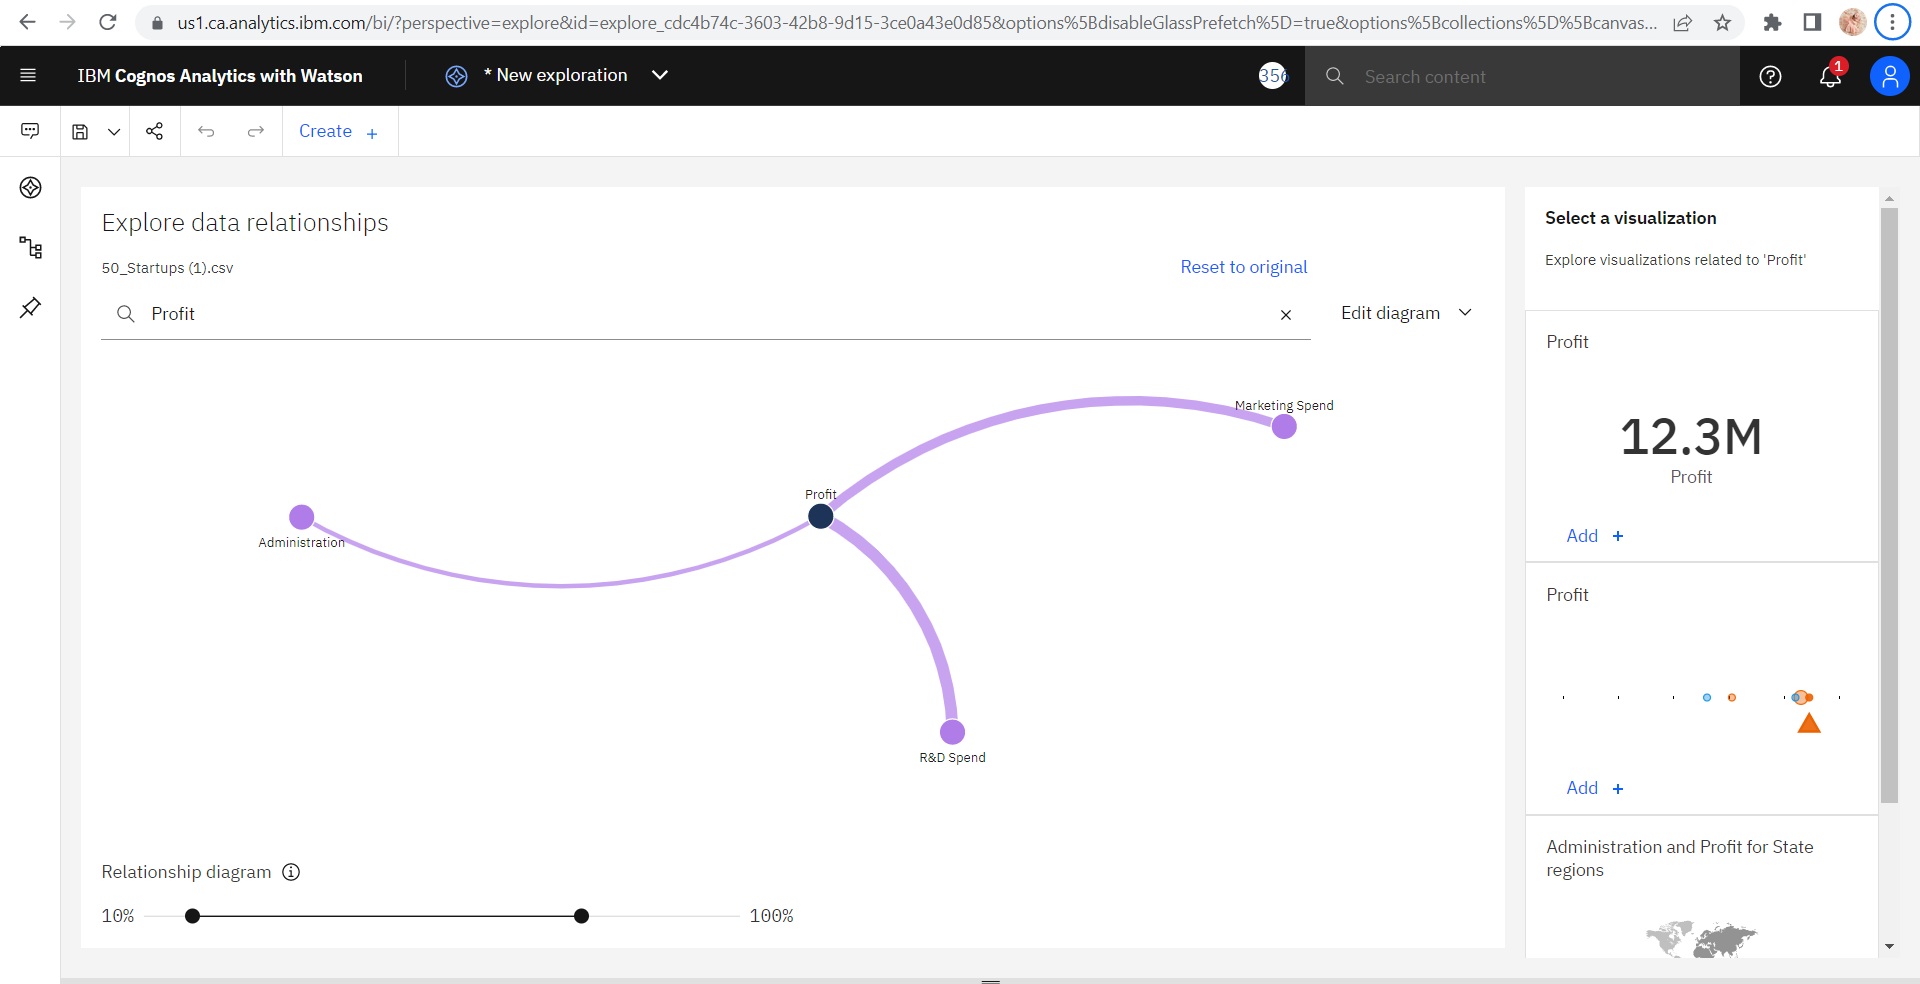 us1.ca.analytics.ibm.com/bi/?perspective=explore&id=explore_cdc4b74c-3603-42b8-9d15-3ce0a43e0d85&options%5BdisableGlassPrefetch%5D=true&options%5Bcollections%5D%5Bcanvas...
IBM Cognos Analytics with Watson
* New exploration
356
Search content
1
Create +
Explore data relationships
50_Startups (1).csv
Reset to original
Profit
Edit diagram
Marketing Spend
Profit
Administration
R&D Spend
Relationship diagram
10%
100%
Select a visualization
Explore visualizations related to 'Profit'
Profit
12.3M
Profit
Add +
Profit
Add +
Administration and Profit for State
regions